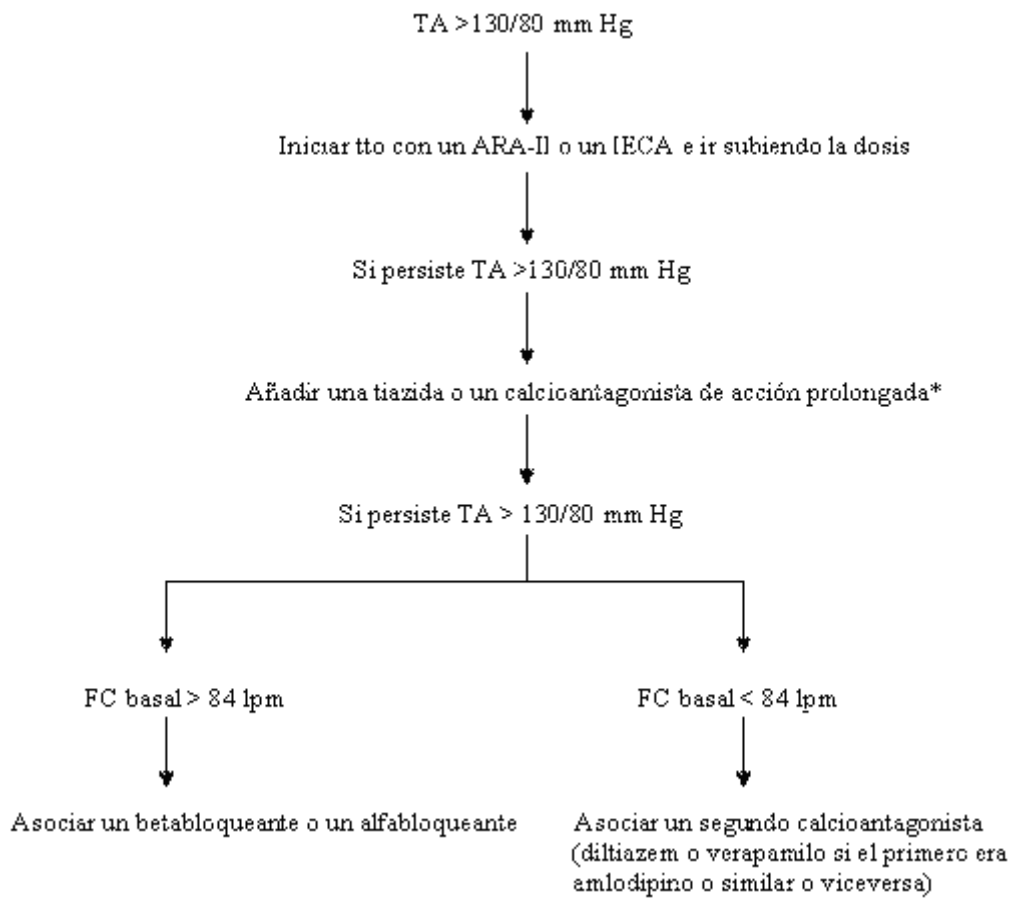 TA >130/80 mm Hg
Iniciar tto con un ARA-II o un IECA e ir subiendo la dosis
Si persiste TA >130/80 mm Hg
Añadir una tiazida o un calcioantagonista de acción prolongada*
Si persiste TA > 130/80 mm Hg
FC basal > 84 lpm
FC basal < 84 lpm
Asociar un betabloqueante o un alfabloqueante
Asociar un segundo calcioantagonista
(diltiazem o verapamilo si el primero era
amlodipino o similar o viceversa)